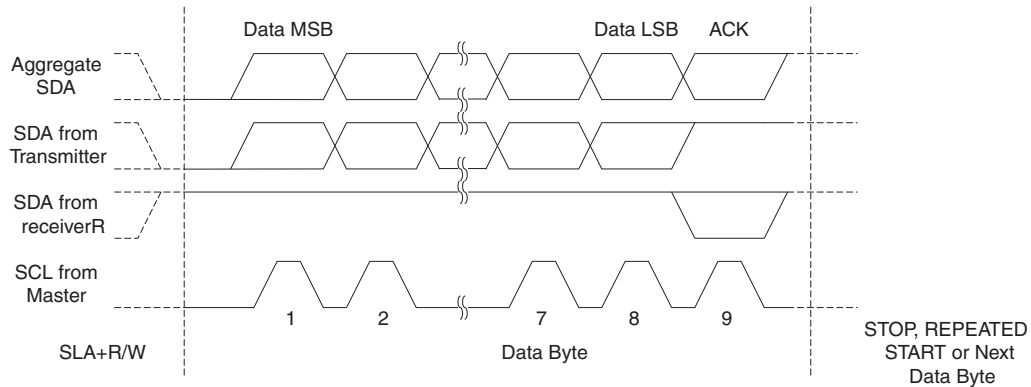 Data MSB
Data LSB
ACK
Aggregate
SDA
SDA from
Transmitter
SDA from
receiverR
SCL from
Master
1
2
7
8
9
SLA+R/W
Data Byte
STOP, REPEATED
START or Next
Data Byte